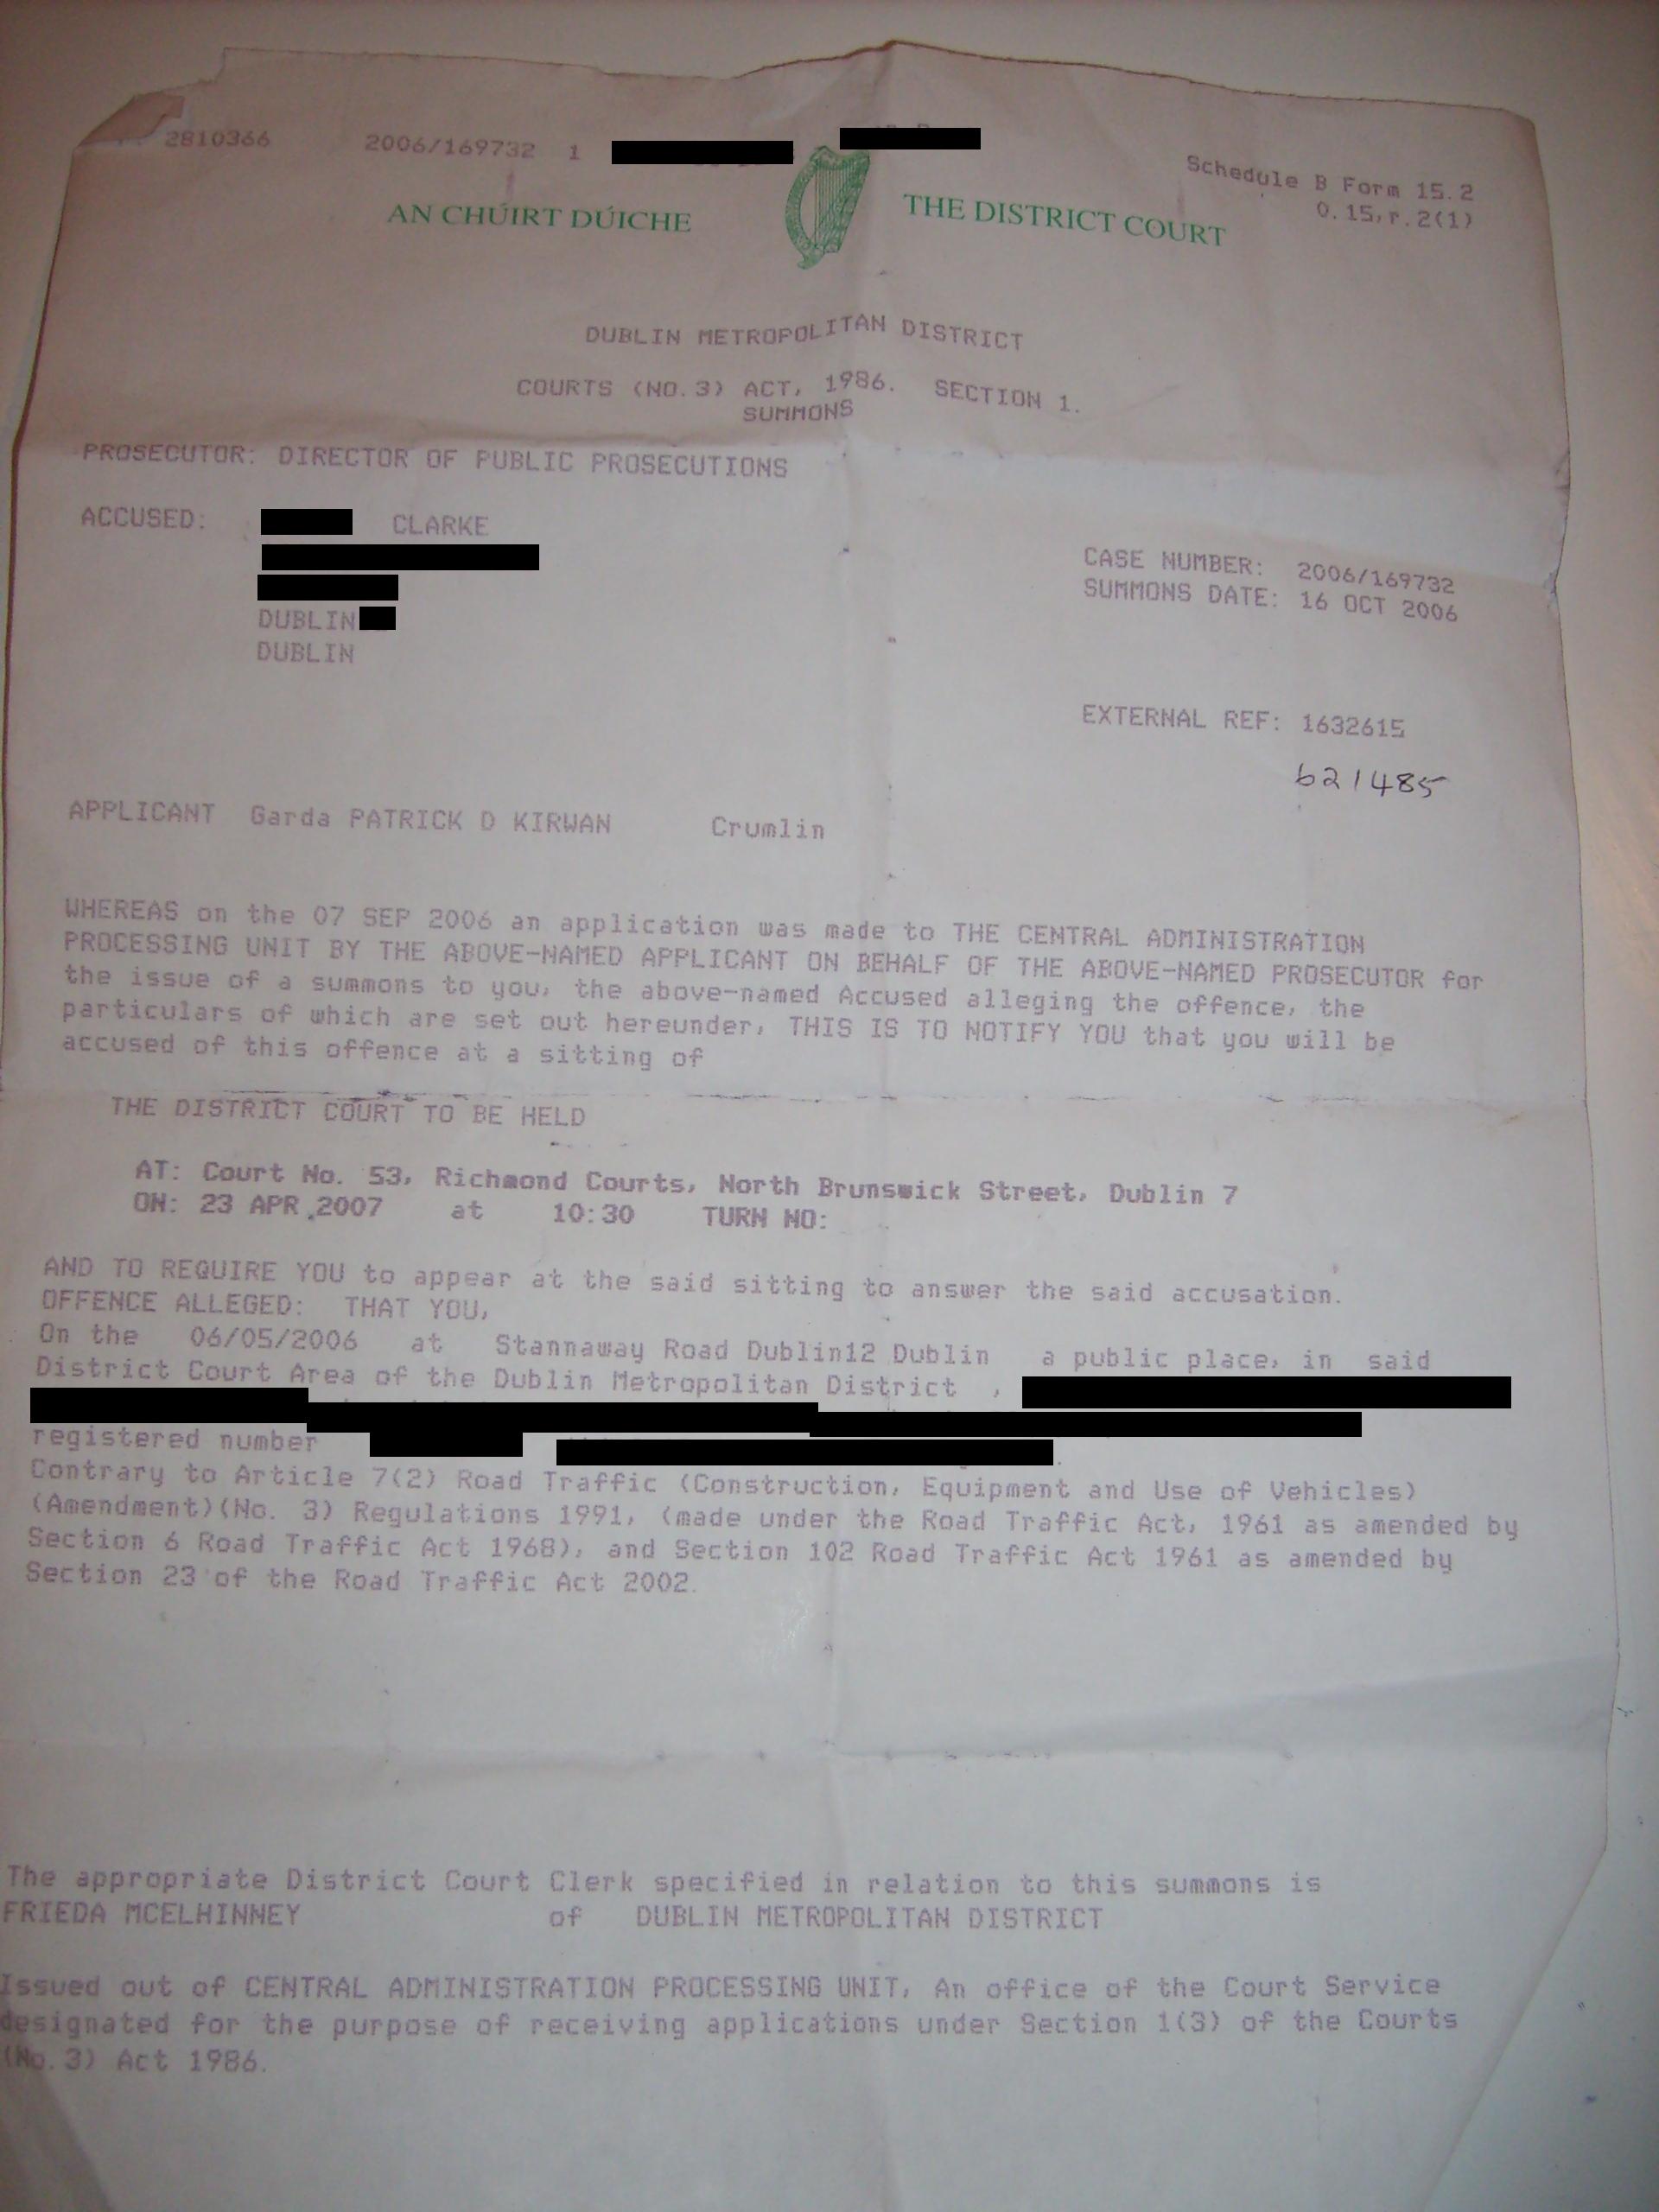 2810366 2006/169732 1
Schedule B Form 15.2
O.15,r.2(1)
AN CHÚIRT DÚICHE THE DISTRICT COURT
DUBLIN METROPOLITAN DISTRICT
COURTS (NO.3) ACT, 1986. SECTION 1.
SUMMONS
PROSECUTOR: DIRECTOR OF PUBLIC PROSECUTIONS
ACCUSED: CLARKE
DUBLIN
DUBLIN
CASE NUMBER: 2006/169732
SUMMONS DATE: 16 OCT 2006
EXTERNAL REF: 1632615
621485
APPLICANT Garda PATRICK D KIRWAN Crumlin
WHEREAS on the 07 SEP 2006 an application was made to THE CENTRAL ADMINISTRATION
PROCESSING UNIT BY THE ABOVE-NAMED APPLICANT ON BEHALF OF THE ABOVE-NAMED PROSECUTOR for
the issue of a summons to you, the above-named Accused alleging the offence, the
particulars of which are set out hereunder, THIS IS TO NOTIFY YOU that you will be
accused of this offence at a sitting of
THE DISTRICT COURT TO BE HELD
AT: Court No. 53, Richmond Courts, North Brunswick Street, Dublin 7
ON: 23 APR 2007 at 10:30 TURN NO:
AND TO REQUIRE YOU to appear at the said sitting to answer the said accusation.
OFFENCE ALLEGED: THAT YOU,
On the 06/05/2006 at Stannaway Road Dublin12 Dublin a public place, in said
District Court Area of the Dublin Metropolitan District ,
registered number
Contrary to Article 7(2) Road Traffic (Construction, Equipment and Use of Vehicles)
(Amendment)(No. 3) Regulations 1991, (made under the Road Traffic Act, 1961 as amended by
Section 6 Road Traffic Act 1968), and Section 102 Road Traffic Act 1961 as amended by
Section 23 of the Road Traffic Act 2002.
The appropriate District Court Clerk specified in relation to this summons is
FRIEDA MCELHINNEY of DUBLIN METROPOLITAN DISTRICT
Issued out of CENTRAL ADMINISTRATION PROCESSING UNIT, An office of the Court Service
designated for the purpose of receiving applications under Section 1(3) of the Courts
(No.3) Act 1986.